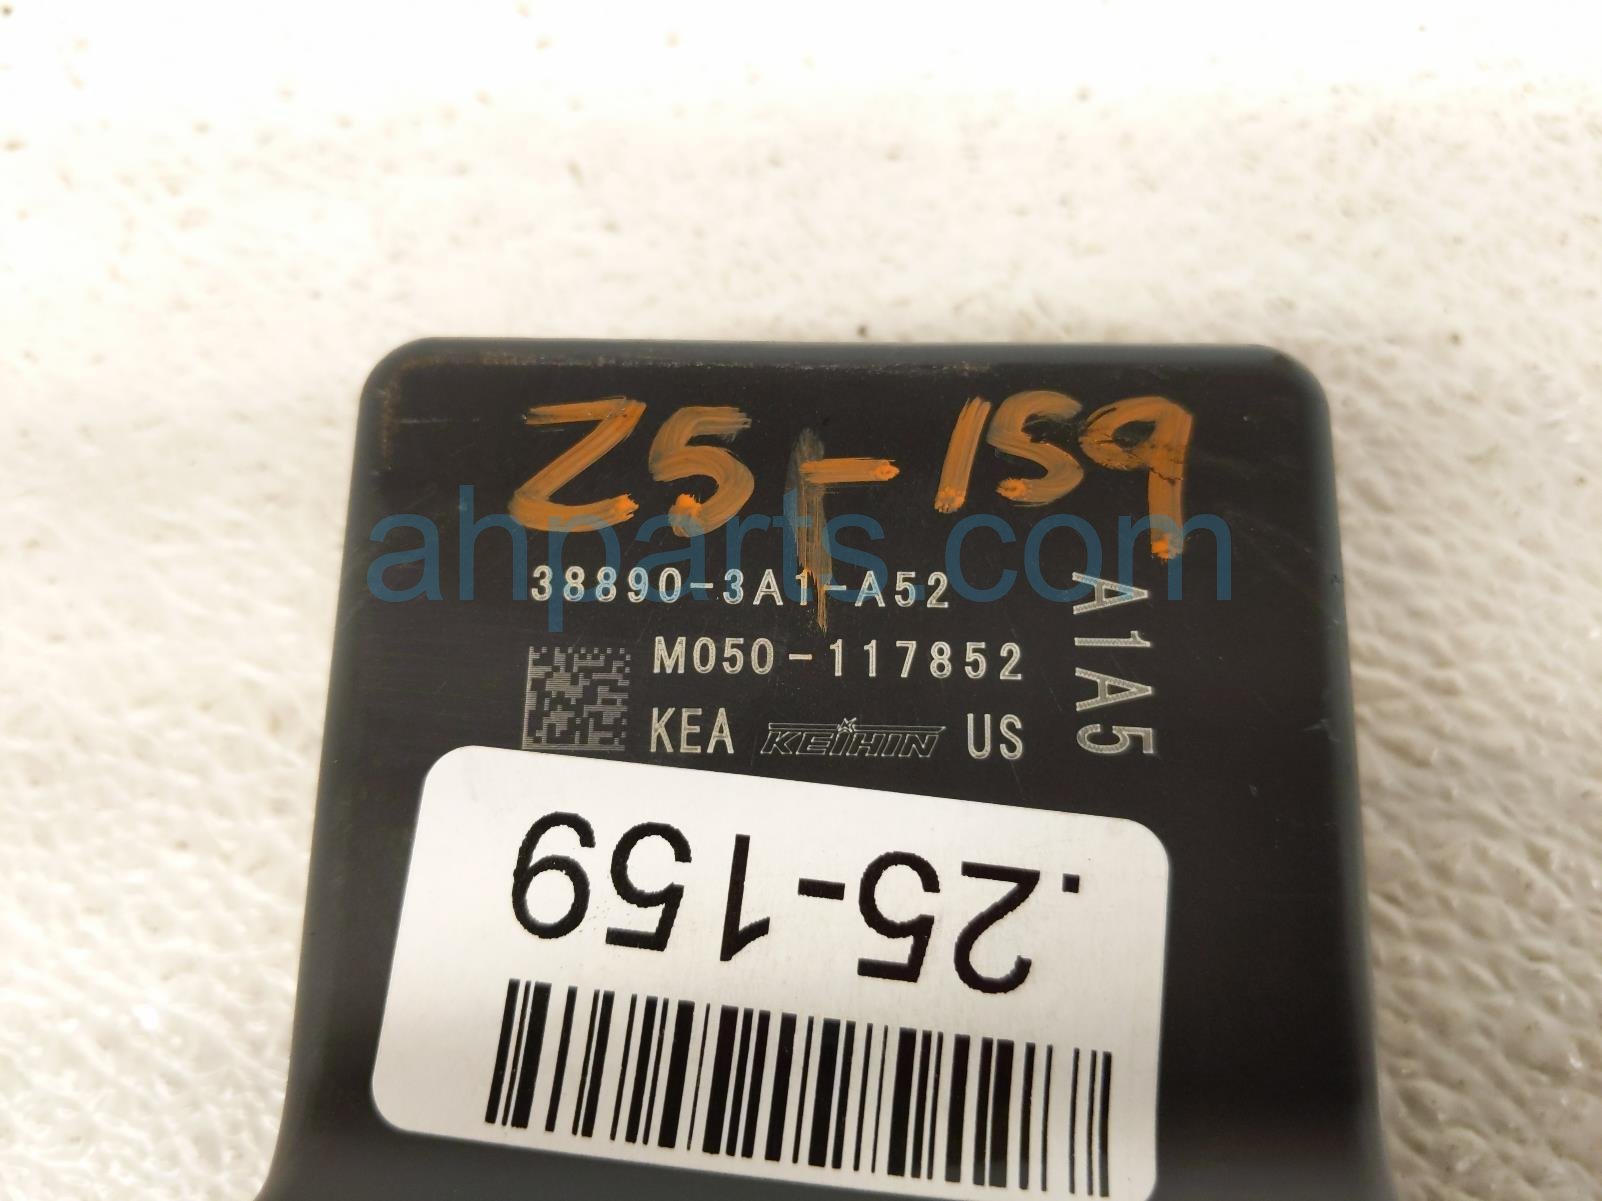 25-159
ahparts.com
38890-3A1-A52
M050-117852
KEA KEIHIN US
A1A5
.25-159